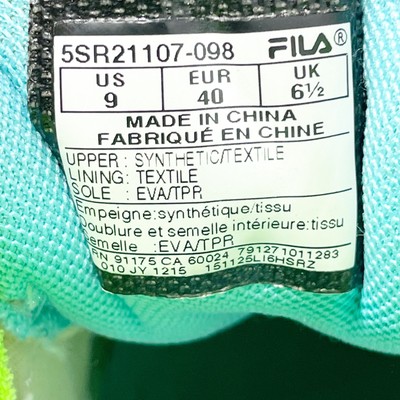 5SR21107-098 FILA®
US EUR UK
9 40 6½
MADE IN CHINA
FABRIQUÉ EN CHINE
UPPER : SYNTHETIC/TEXTILE
LINING: TEXTILE
SOLE : EVA/TPR
Empeigne:synthétique/tissu
Doublure et semelle intérieure:tissu
Semelle :EVA/TPR
RN 91175 CA 60024 791271011283
010 JY 1215 151125LI6HSRZ